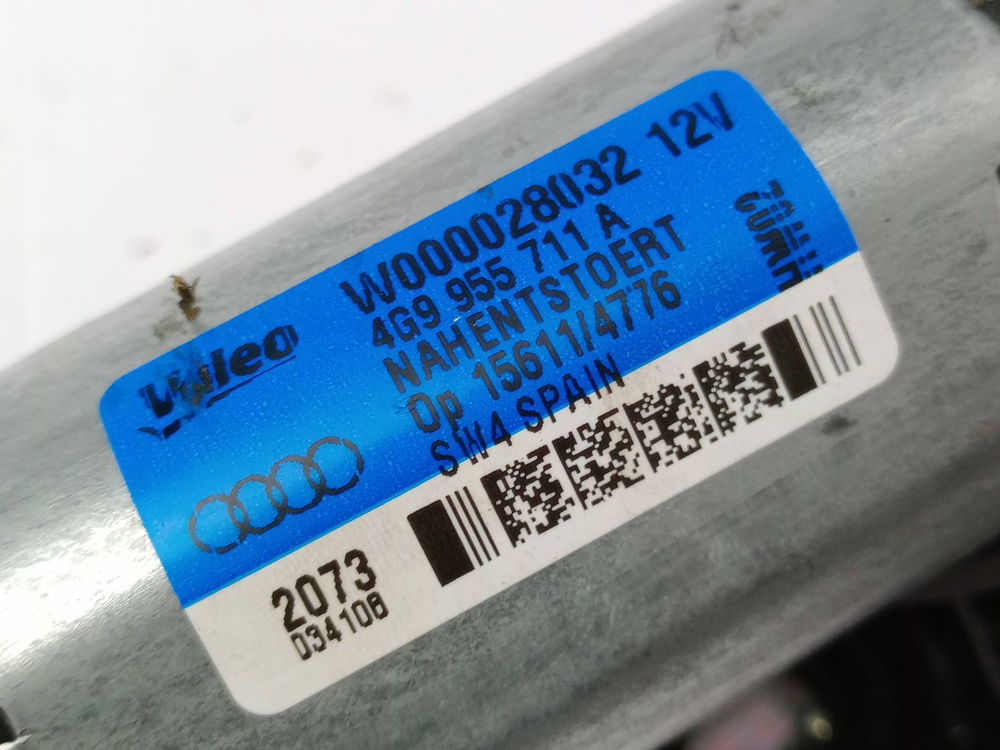 W000028032 12V
4G9 955 711 A
NAHENTSTOERT
Op 15611/4776
SW4 SPAIN
Valeo
2073
034108